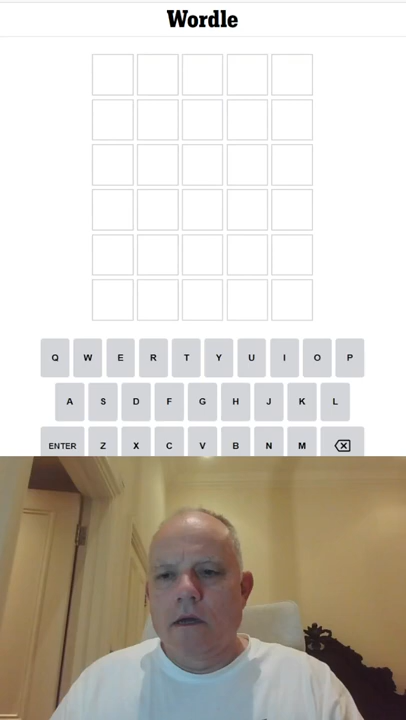 Wordle
Q W E R T Y U I O P
A S D F G H J K L
ENTER Z X C V B N M